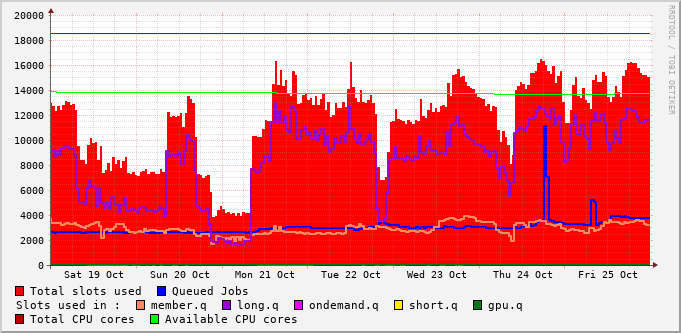 20000
18000
16000
14000
12000
10000
8000
6000
4000
2000
0
Sat 19 Oct Sun 20 Oct Mon 21 Oct Tue 22 Oct Wed 23 Oct Thu 24 Oct Fri 25 Oct
Total slots used Queued Jobs
Slots used in : member.q long.q ondemand.q short.q gpu.q
Total CPU cores Available CPU cores
RRDTOOL / TOBI OETIKER